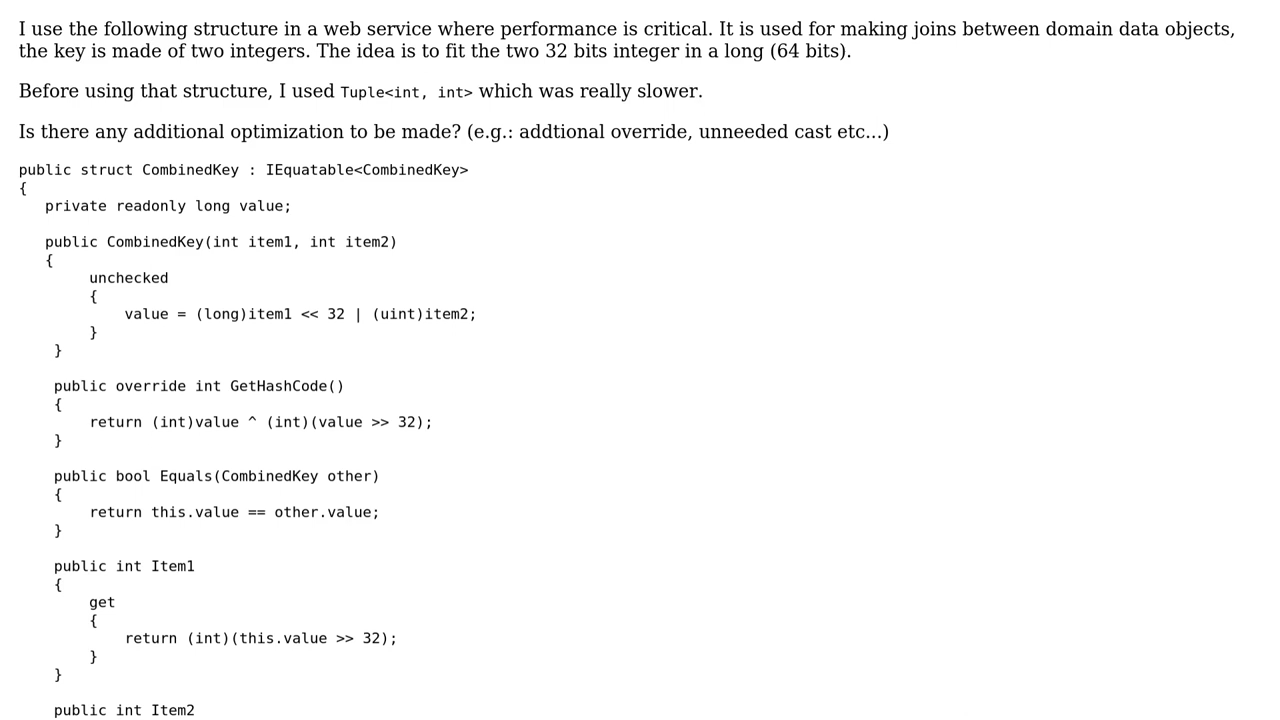 I use the following structure in a web service where performance is critical. It is used for making joins between domain data objects,
the key is made of two integers. The idea is to fit the two 32 bits integer in a long (64 bits).
Before using that structure, I used Tuple<int, int> which was really slower.
Is there any additional optimization to be made? (e.g.: addtional override, unneeded cast etc...)
public struct CombinedKey : IEquatable<CombinedKey>
{
   private readonly long value;
   public CombinedKey(int item1, int item2)
   {
        unchecked
        {
            value = (long)item1 << 32 | (uint)item2;
        }
    }
    public override int GetHashCode()
    {
        return (int)value ^ (int)(value >> 32);
    }
    public bool Equals(CombinedKey other)
    {
        return this.value == other.value;
    }
    public int Item1
    {
        get
        {
            return (int)(this.value >> 32);
        }
    }
    public int Item2